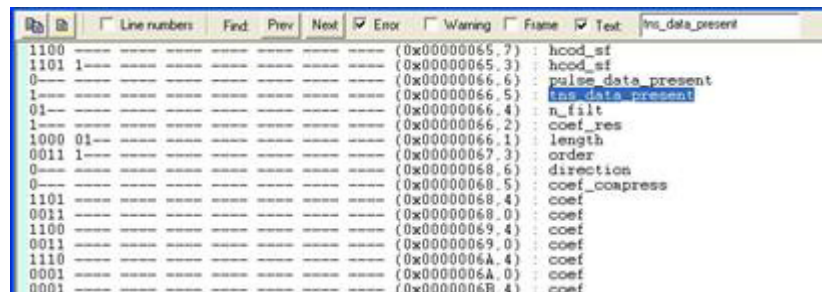 Line numbers Find: Prev Next Error Warning Frame Text: tns_data_present
1100 ---- ---- ---- ---- ---- ---- ---- (0x00000065.7) : hcod_sf
1101 1--- ---- ---- ---- ---- ---- ---- (0x00000065.3) : hcod_sf
0--- ---- ---- ---- ---- ---- ---- ---- (0x00000066.6) : pulse_data_present
1--- ---- ---- ---- ---- ---- ---- ---- (0x00000066.5) : tns_data_present
01-- ---- ---- ---- ---- ---- ---- ---- (0x00000066.4) : n_filt
1--- ---- ---- ---- ---- ---- ---- ---- (0x00000066.2) : coef_res
1000 01-- ---- ---- ---- ---- ---- ---- (0x00000066.1) : length
0011 1--- ---- ---- ---- ---- ---- ---- (0x00000067.3) : order
0--- ---- ---- ---- ---- ---- ---- ---- (0x00000068.6) : direction
0--- ---- ---- ---- ---- ---- ---- ---- (0x00000068.5) : coef_compress
1101 ---- ---- ---- ---- ---- ---- ---- (0x00000068.4) : coef
0011 ---- ---- ---- ---- ---- ---- ---- (0x00000068.0) : coef
1100 ---- ---- ---- ---- ---- ---- ---- (0x00000069.4) : coef
0011 ---- ---- ---- ---- ---- ---- ---- (0x00000069.0) : coef
1110 ---- ---- ---- ---- ---- ---- ---- (0x0000006A.4) : coef
0001 ---- ---- ---- ---- ---- ---- ---- (0x0000006A.0) : coef
0001 ---- ---- ---- ---- ---- ---- ---- (0x0000006B.4) : coef